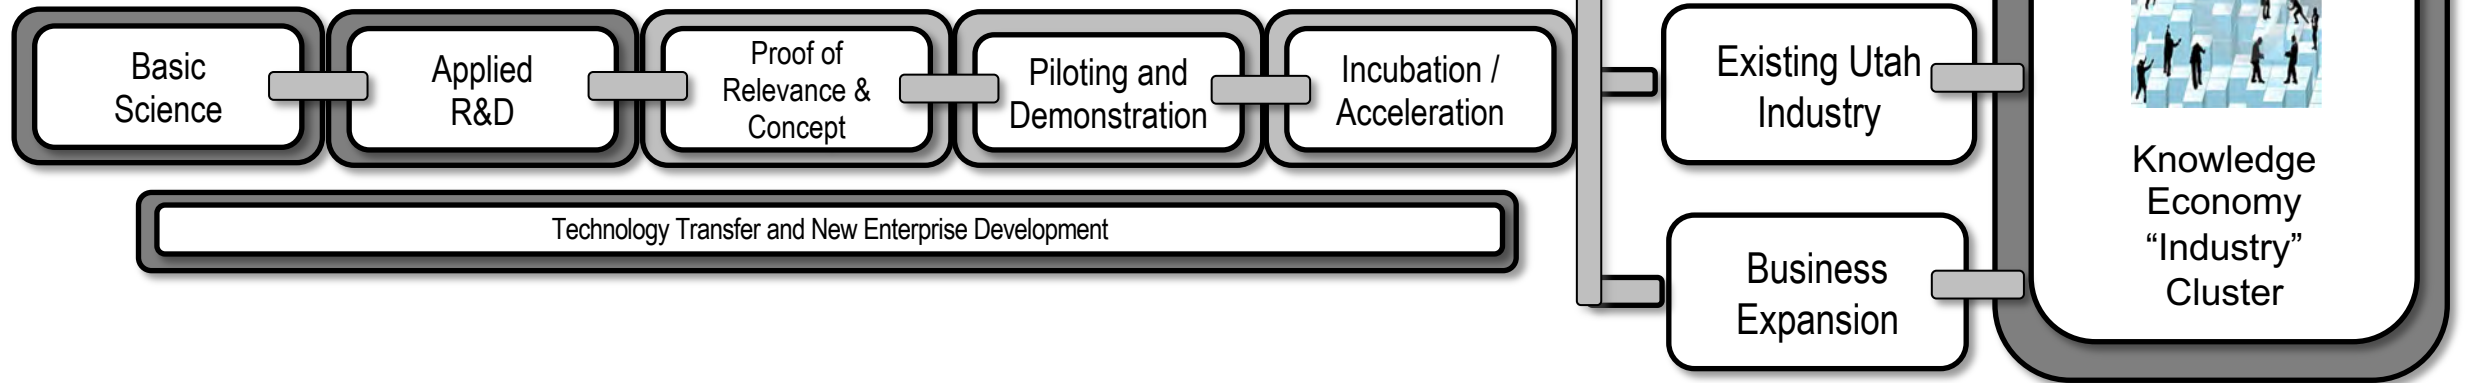 Basic
Science
Applied
R&D
Proof of
Relevance &
Concept
Piloting and
Demonstration
Incubation /
Acceleration
Existing Utah
Industry
Knowledge
Economy
“Industry”
Cluster
Technology Transfer and New Enterprise Development
Business
Expansion